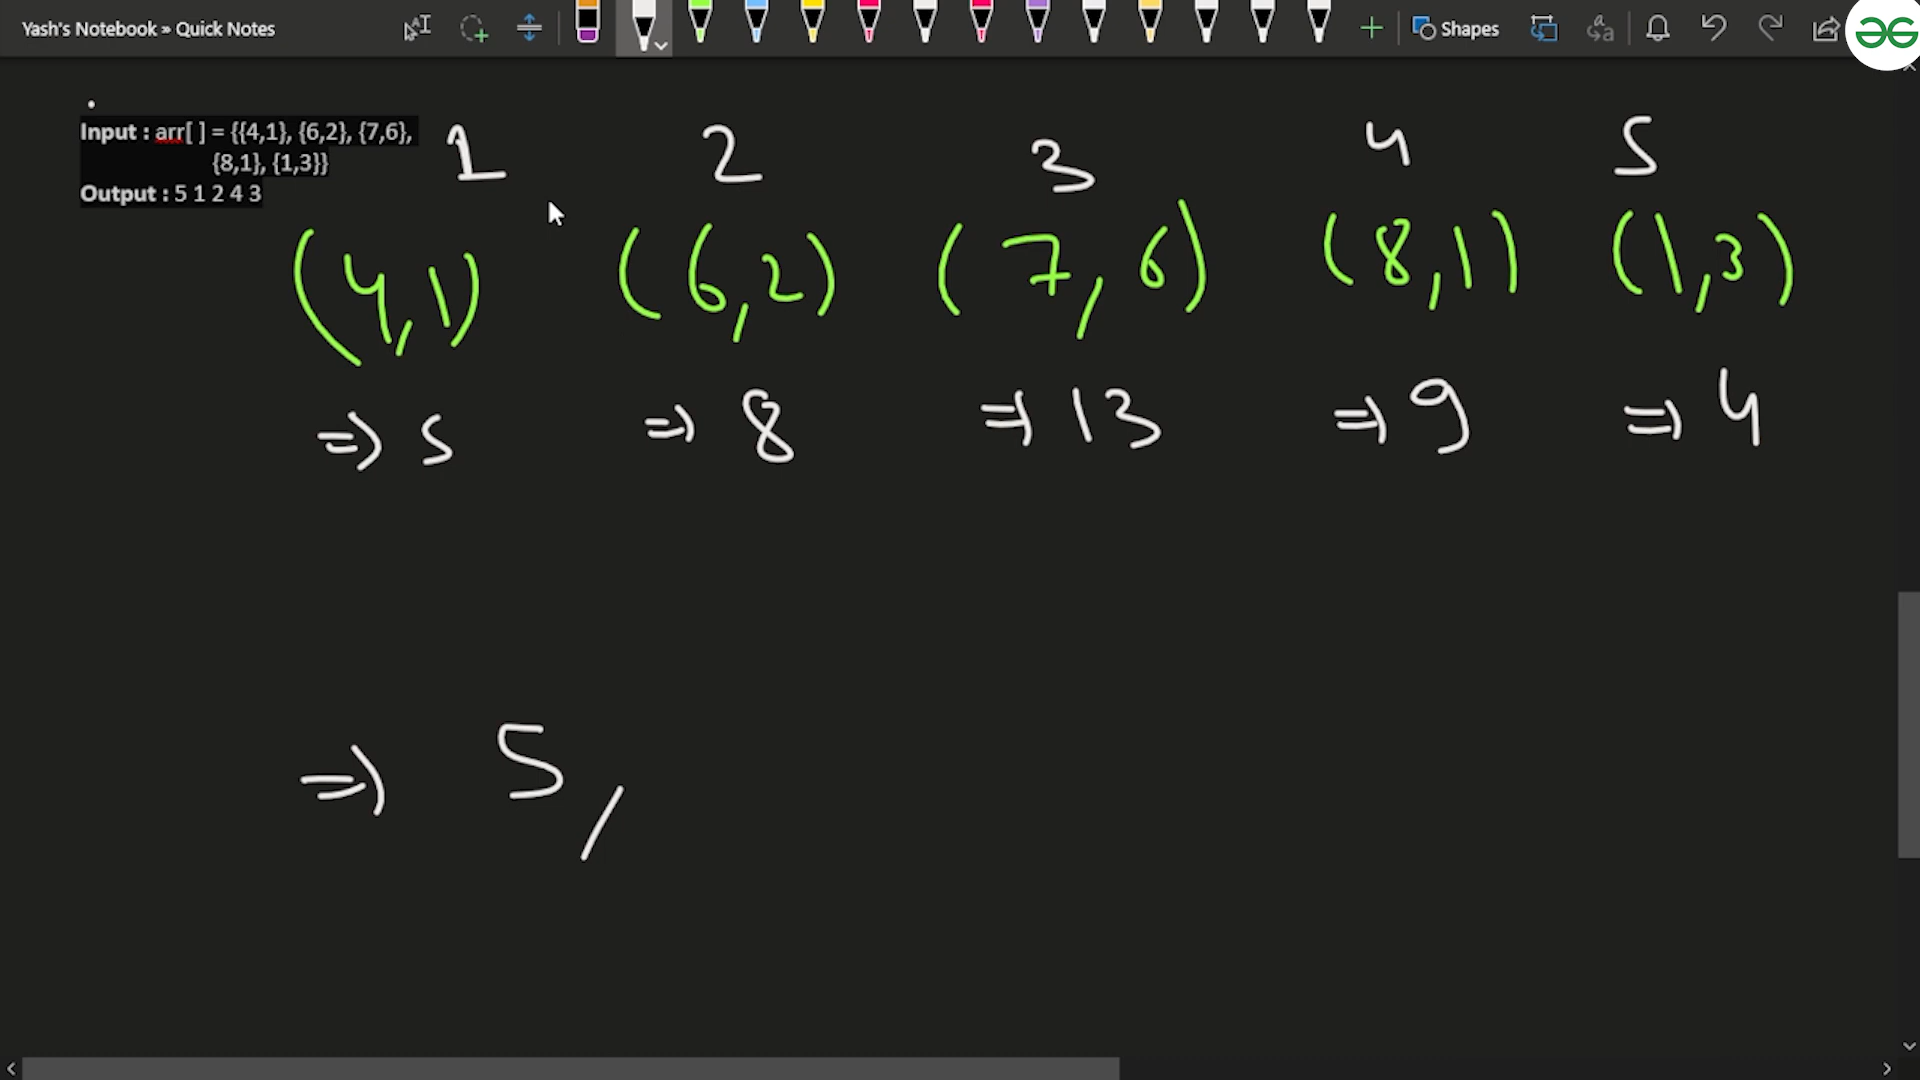 Yash's Notebook » Quick Notes
Shapes
Input : arr[ ] = {{4,1}, {6,2}, {7,6},
{8,1}, {1,3}}
Output : 5 1 2 4 3
1 2 3 4 5
(4,1) (6,2) (7,6) (8,1) (1,3)
=> 5 => 8 => 13 => 9 => 4
=> 5,